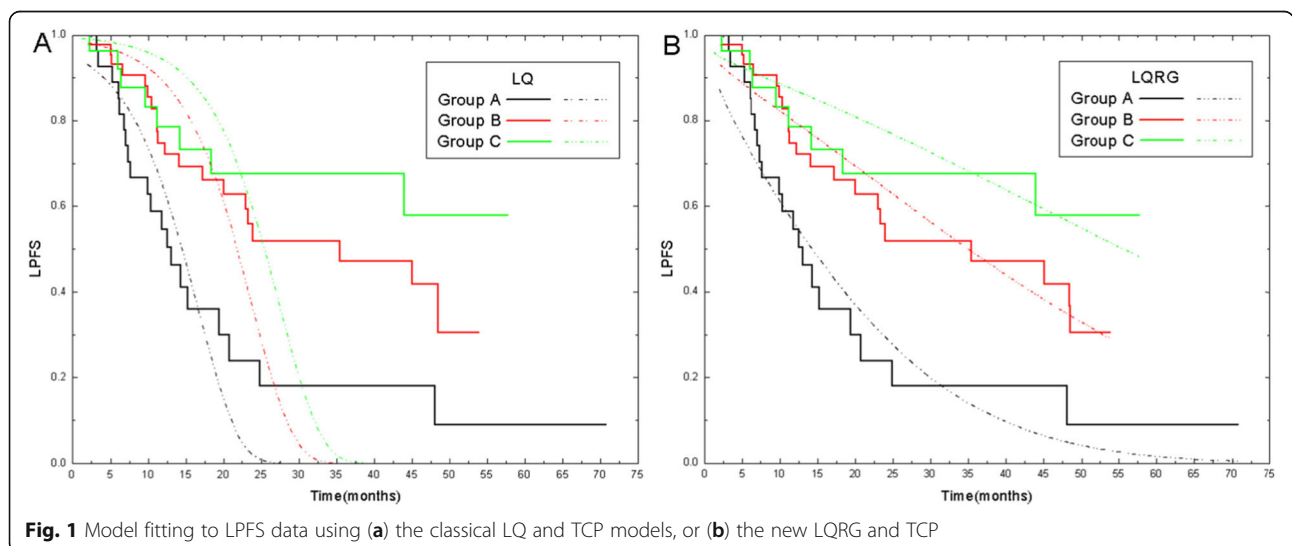 A
LQ
Group A
Group B
Group C
LPFS
1.0
0.8
0.6
0.4
0.2
0.0
0 5 10 15 20 25 30 35 40 45 50 55 60 65 70 75
Time(months)
B
LQRG
Group A
Group B
Group C
LPFS
1.0
0.8
0.6
0.4
0.2
0.0
0 5 10 15 20 25 30 35 40 45 50 55 60 65 70 75
Time(months)
Fig. 1 Model fitting to LPFS data using (a) the classical LQ and TCP models, or (b) the new LQRG and TCP